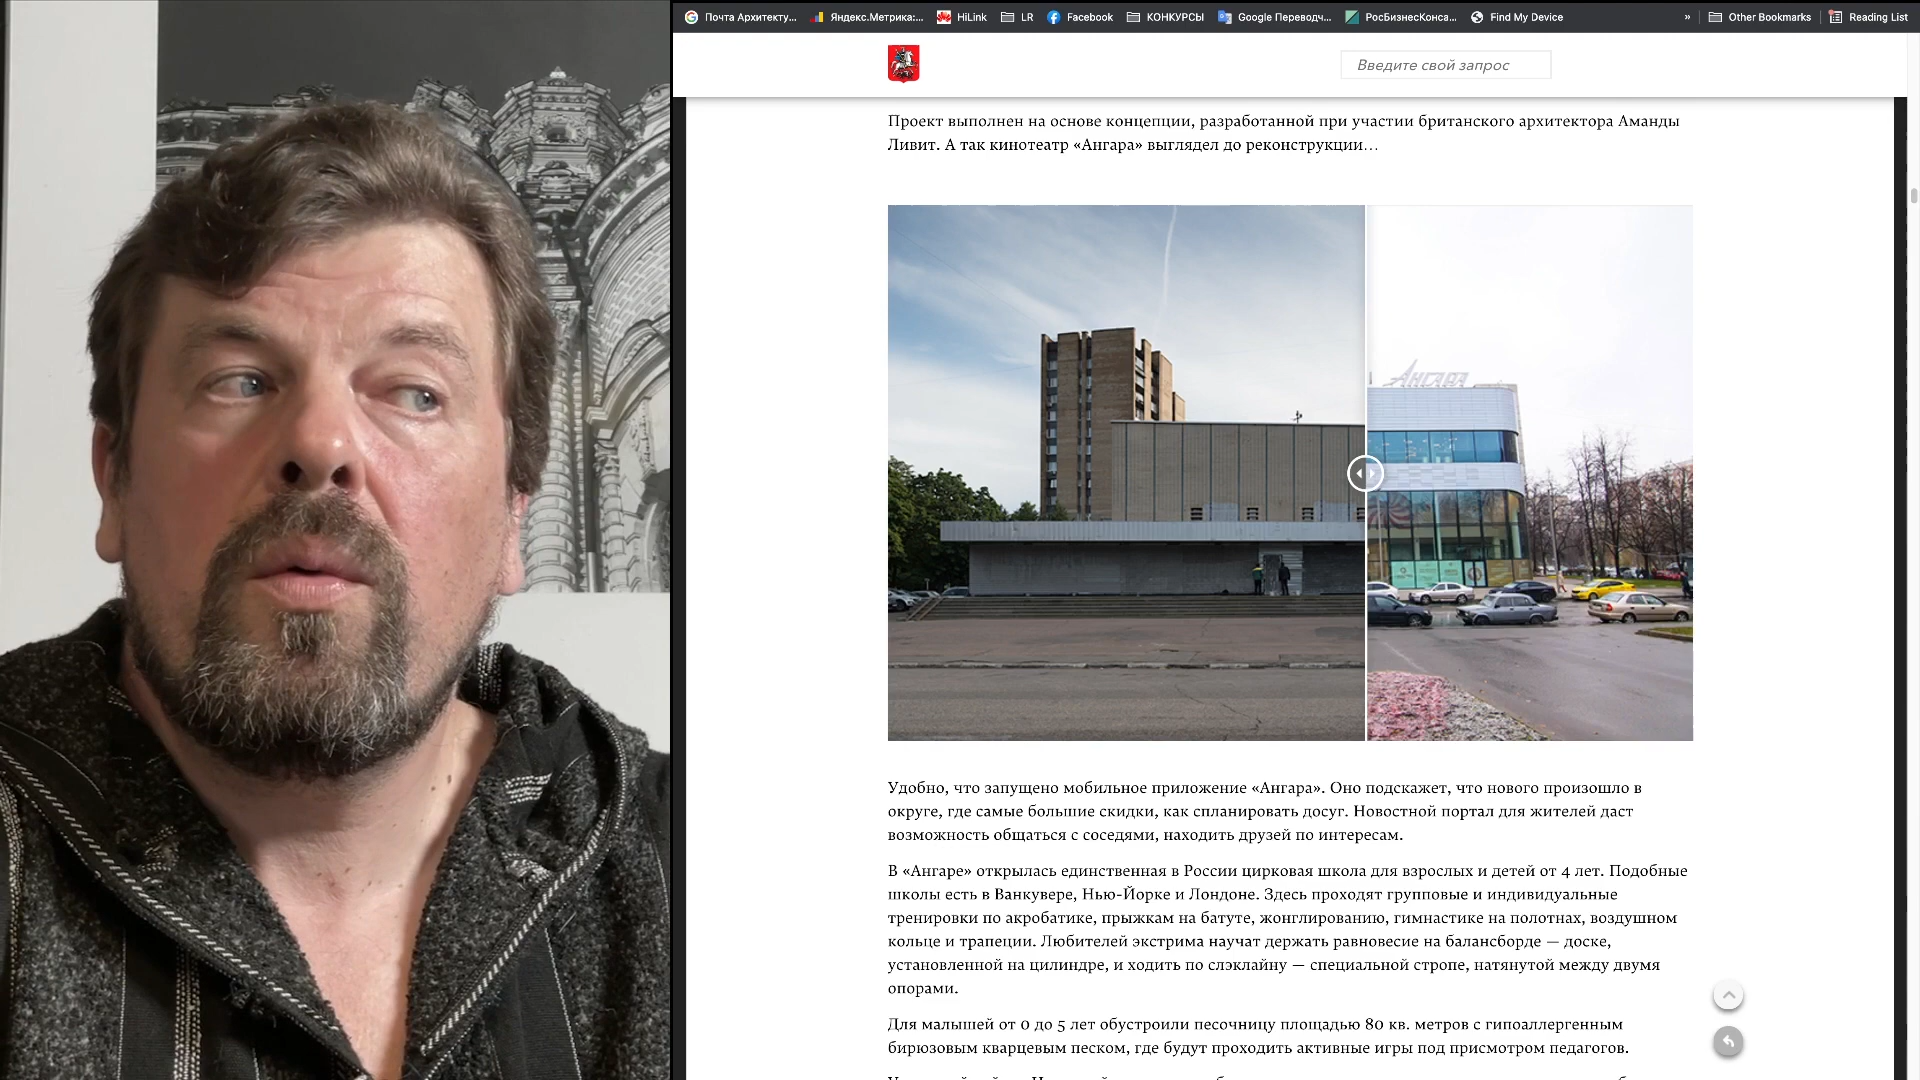 Почта Архитекту...
Яндекс.Метрика:...
HiLink
LR
Facebook
КОНКУРСЫ
Google Переводч...
РосБизнесКонса...
Find My Device
»
Other Bookmarks
Reading List
Введите свой запрос
Проект выполнен на основе концепции, разработанной при участии британского архитектора Аманды
Ливит. А так кинотеатр «Ангара» выглядел до реконструкции…
Ангара
Удобно, что запущено мобильное приложение «Ангара». Оно подскажет, что нового произошло в
округе, где самые большие скидки, как спланировать досуг. Новостной портал для жителей даст
возможность общаться с соседями, находить друзей по интересам.
В «Ангаре» открылась единственная в России цирковая школа для взрослых и детей от 4 лет. Подобные
школы есть в Ванкувере, Нью-Йорке и Лондоне. Здесь проходят групповые и индивидуальные
тренировки по акробатике, прыжкам на батуте, жонглированию, гимнастике на полотнах, воздушном
кольце и трапеции. Любителей экстрима научат держать равновесие на балансборде — доске,
установленной на цилиндре, и ходить по слэклайну — специальной стропе, натянутой между двумя
опорами.
Для малышей от 0 до 5 лет обустроили песочницу площадью 80 кв. метров с гипоаллергенным
бирюзовым кварцевым песком, где будут проходить активные игры под присмотром педагогов.